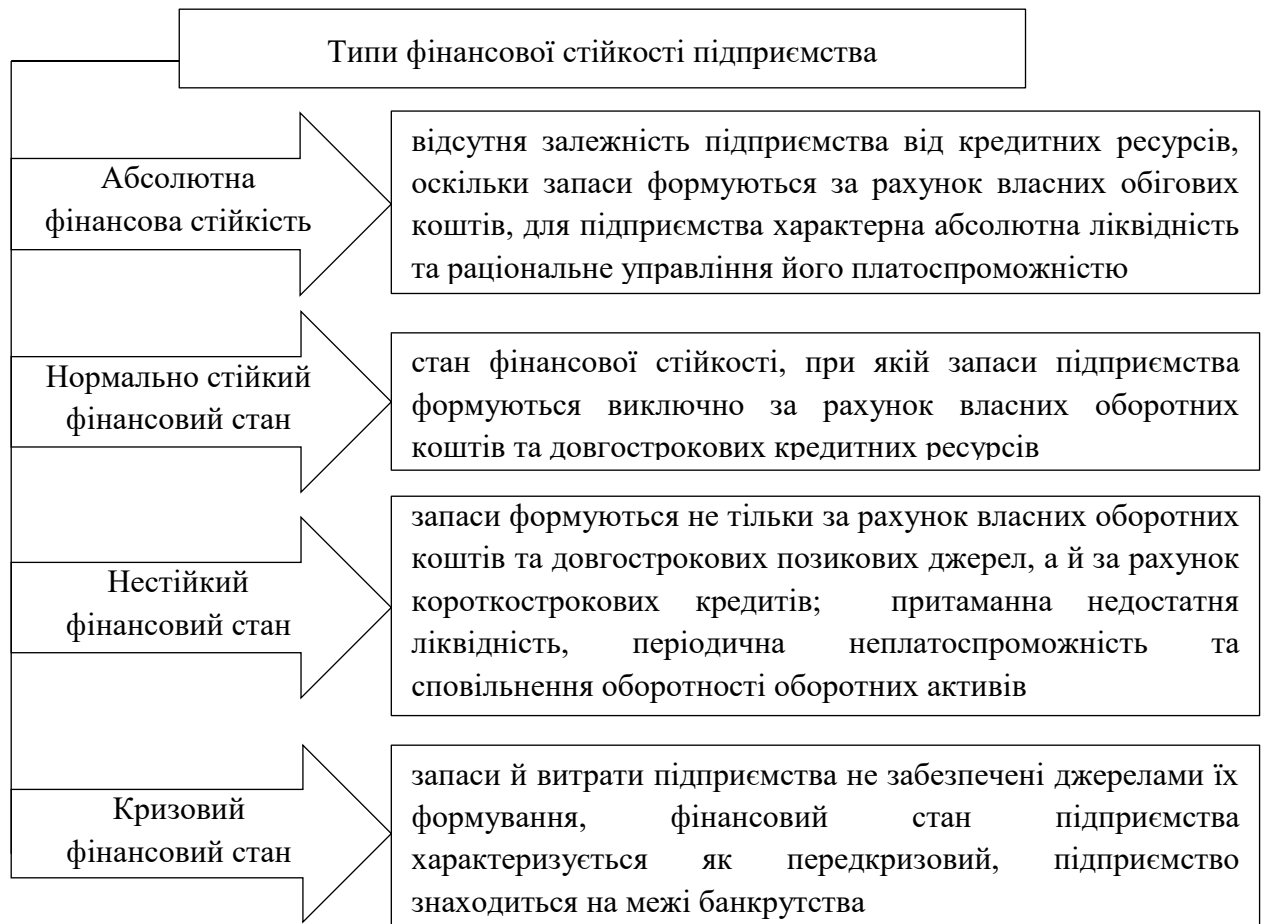 Типи фінансової стійкості підприємства
Абсолютна
фінансова стійкість
відсутня залежність підприємства від кредитних ресурсів,
оскільки запаси формуються за рахунок власних обігових
коштів, для підприємства характерна абсолютна ліквідність
та раціональне управління його платоспроможністю
Нормально стійкий
фінансовий стан
стан фінансової стійкості, при якій запаси підприємства
формуються виключно за рахунок власних оборотних
коштів та довгострокових кредитних ресурсів
Нестійкий
фінансовий стан
запаси формуються не тільки за рахунок власних оборотних
коштів та довгострокових позикових джерел, а й за рахунок
короткострокових кредитів; притаманна недостатня
ліквідність, періодична неплатоспроможність та
сповільнення оборотності оборотних активів
Кризовий
фінансовий стан
запаси й витрати підприємства не забезпечені джерелами їх
формування, фінансовий стан підприємства
характеризується як передкризовий, підприємство
знаходиться на межі банкрутства